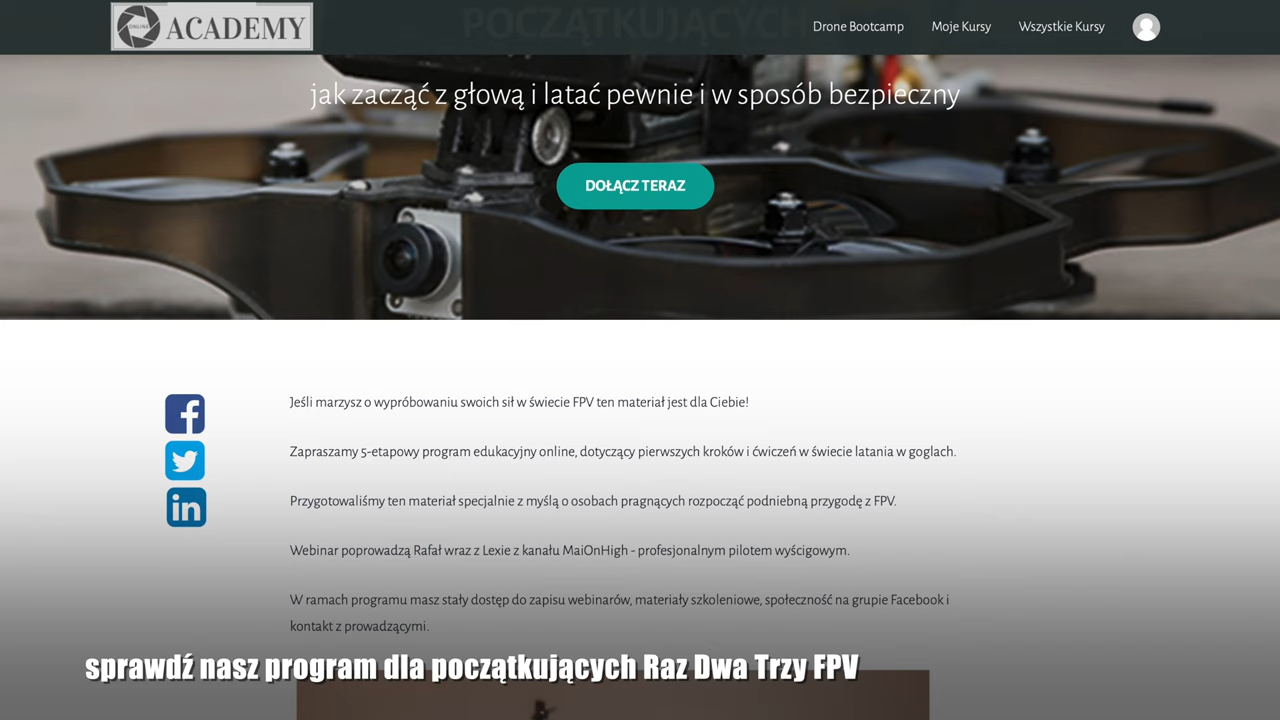 ONLINE
ACADEMY
POCZĄTKUJĄCYCH
Drone Bootcamp
Moje Kursy
Wszystkie Kursy
jak zacząć z głową i latać pewnie i w sposób bezpieczny
DOŁĄCZ TERAZ
Jeśli marzysz o wypróbowaniu swoich sił w świecie FPV ten materiał jest dla Ciebie!
Zapraszamy 5-etapowy program edukacyjny online, dotyczący pierwszych kroków i ćwiczeń w świecie latania w goglach.
Przygotowaliśmy ten materiał specjalnie z myślą o osobach pragnących rozpocząć podniebną przygodę z FPV.
Webinar poprowadzą Rafał wraz z Lexie z kanału MaiOnHigh - profesjonalnym pilotem wyścigowym.
W ramach programu masz stały dostęp do zapisu webinarów, materiały szkoleniowe, społeczność na grupie Facebook i
kontakt z prowadzącymi.
sprawdź nasz program dla początkujących Raz Dwa Trzy FPV